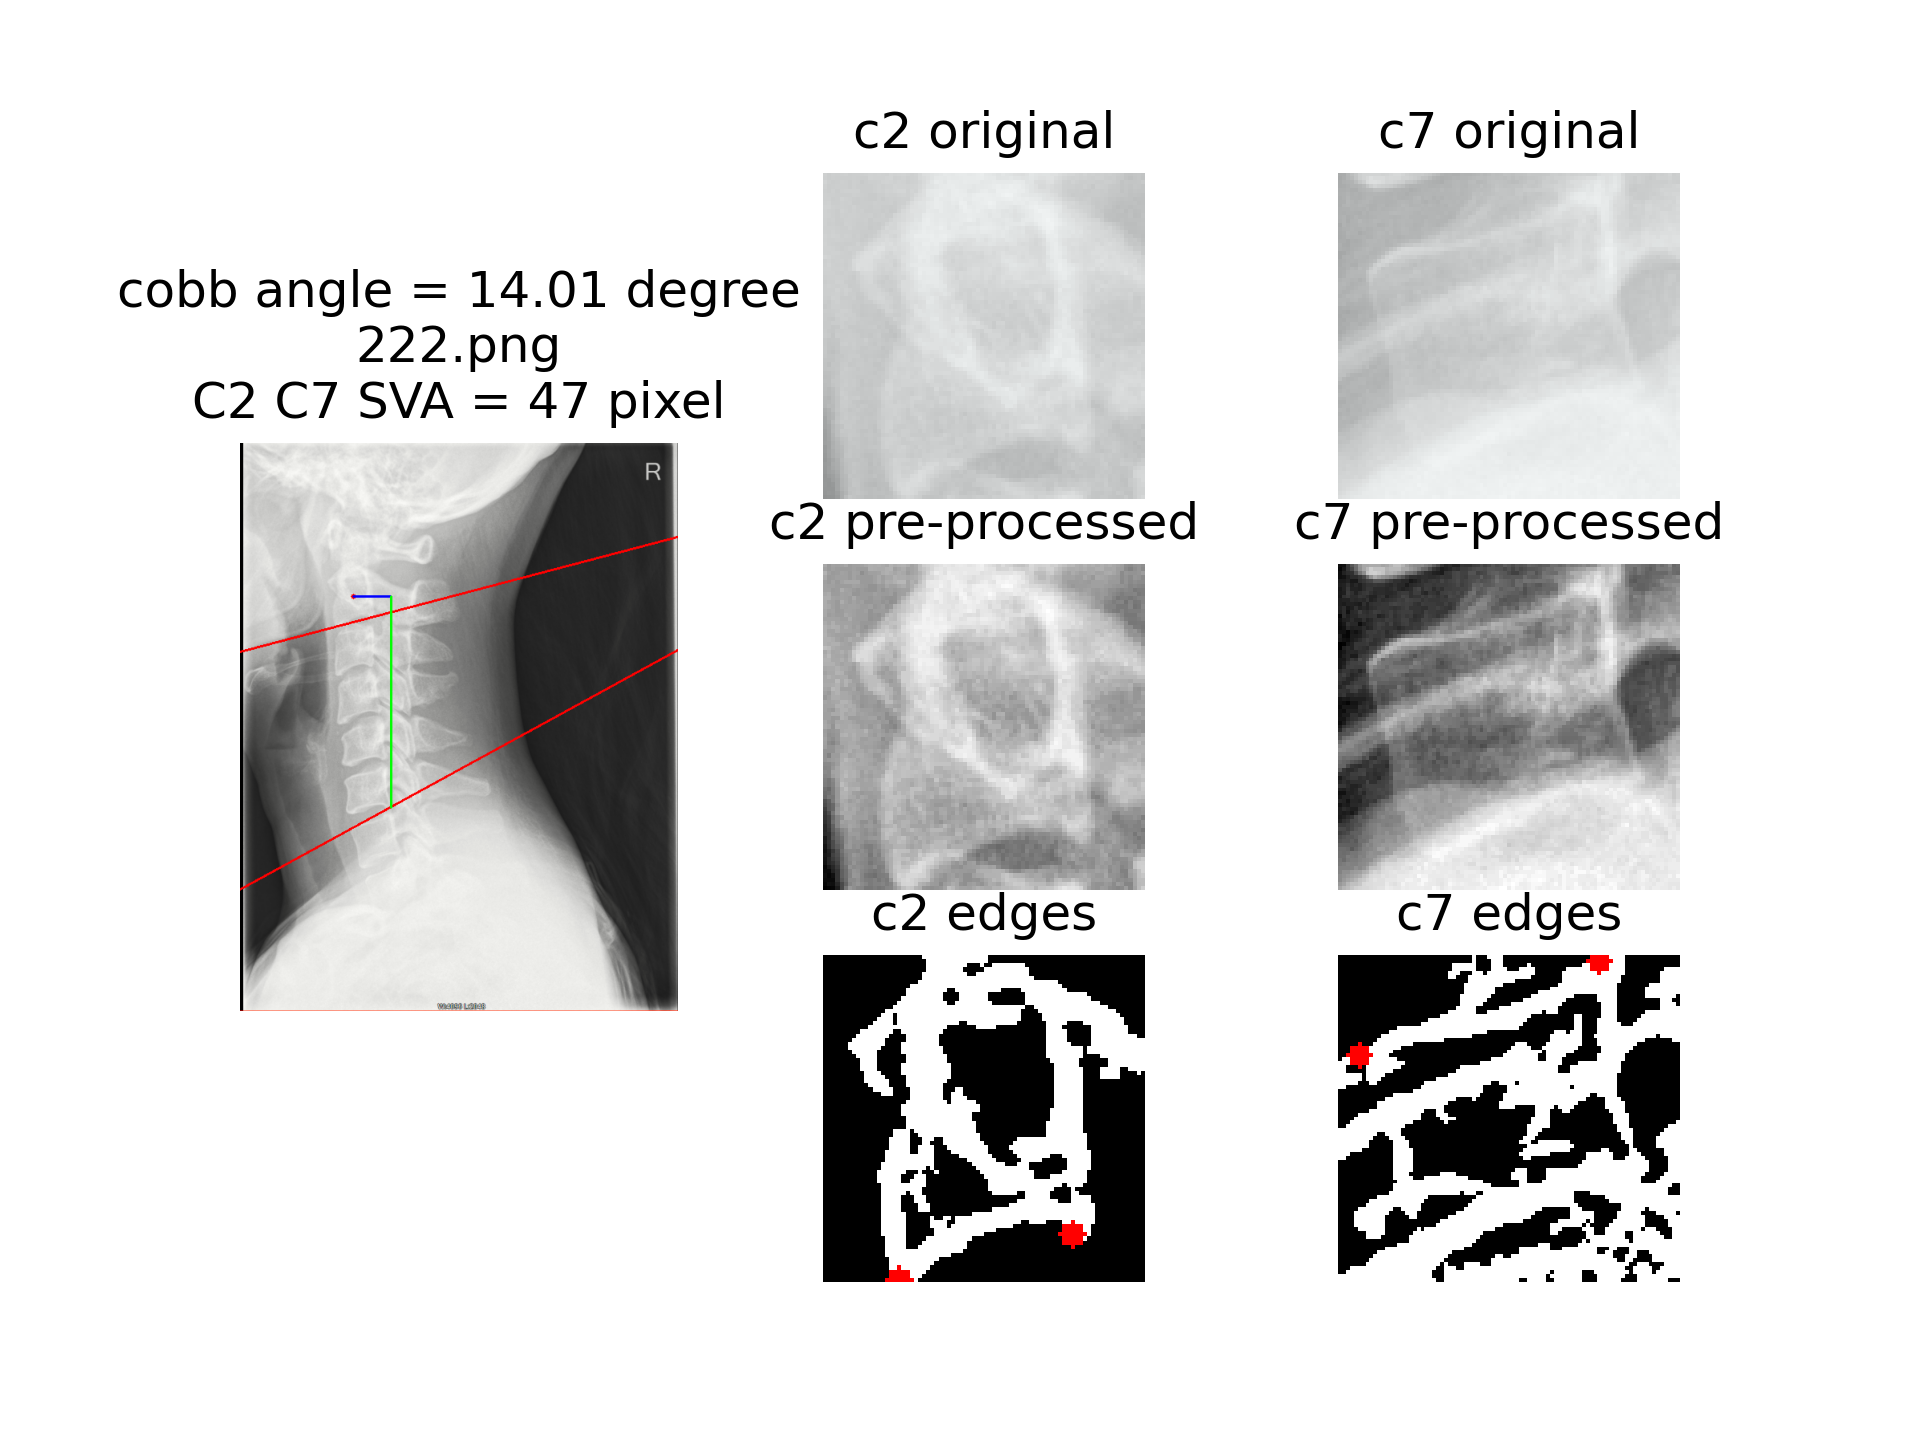 cobb angle = 14.01 degree
222.png
C2 C7 SVA = 47 pixel
R
c2 original
c7 original
c2 pre-processed
c7 pre-processed
c2 edges
c7 edges